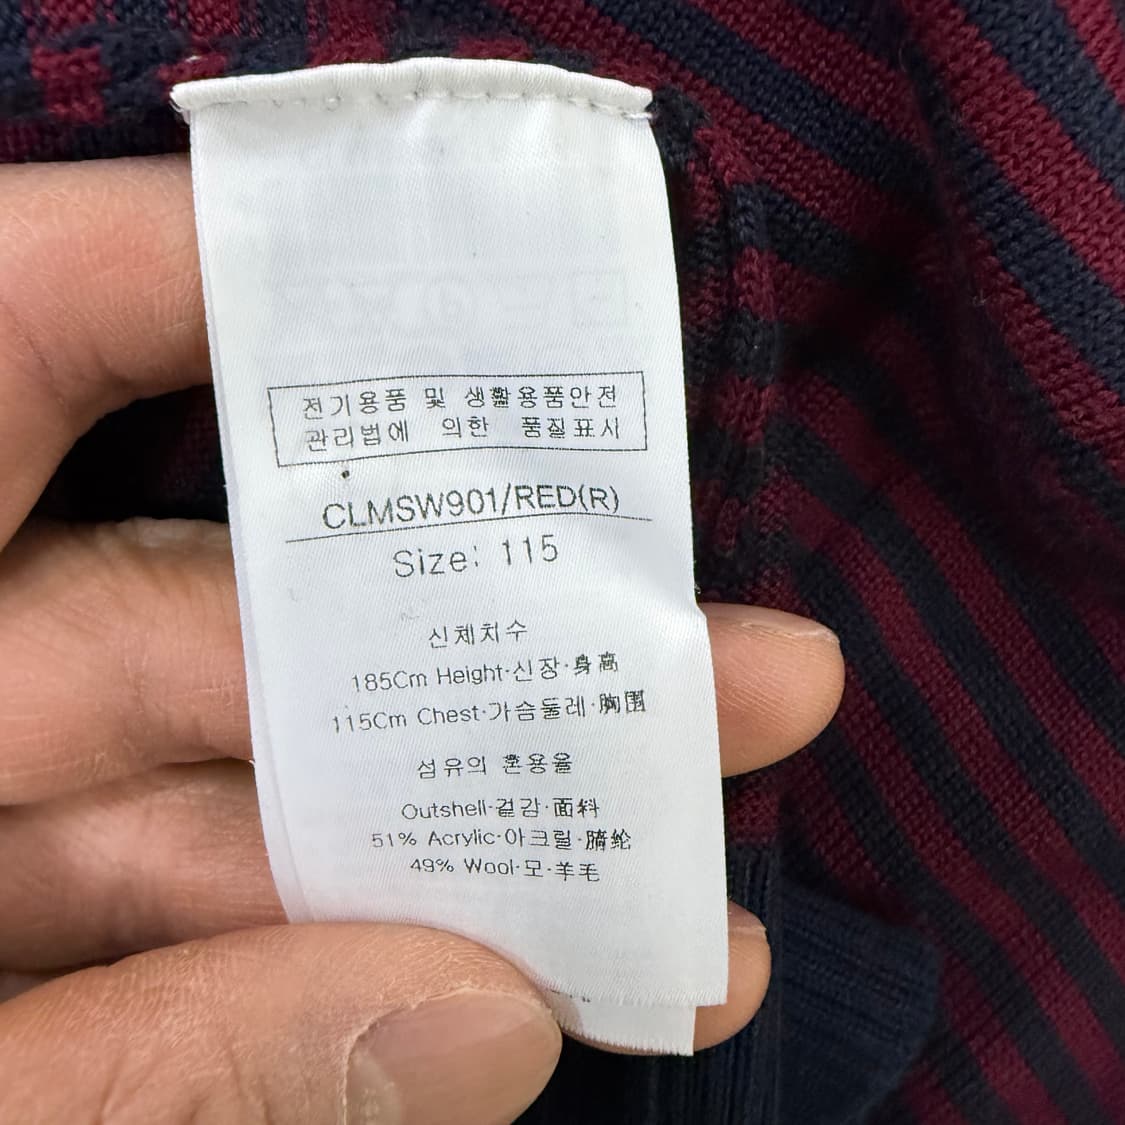 전기용품 및 생활용품안전
관리법에 의한 품질표시
CLMSW901/RED(R)
Size: 115
신체치수
185Cm Height·신장·身高
115Cm Chest·가슴둘레·胸围
섬유의 혼용율
Outshell·겉감·面料
51% Acrylic·아크릴·腈纶
49% Wool·모·羊毛